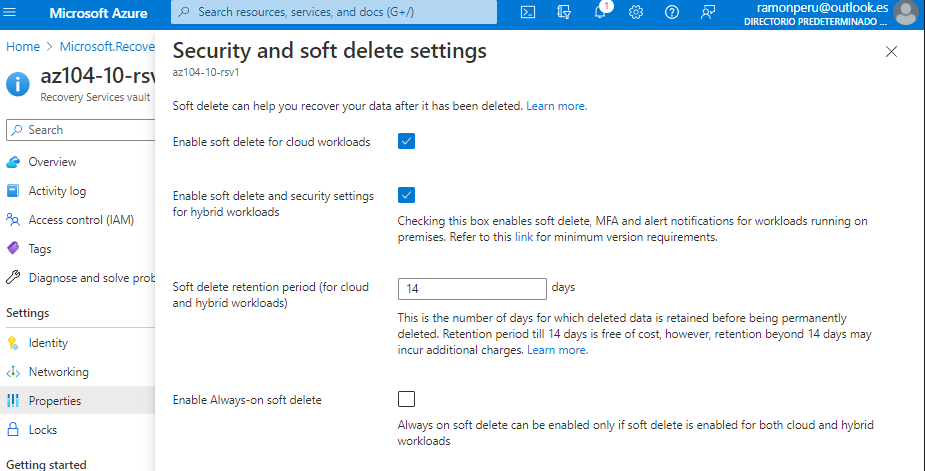 Microsoft Azure
Search resources, services, and docs (G+/)
1
ramonperu@outlook.es
DIRECTORIO PREDETERMINADO ...
Home > Microsoft.Recove
az104-10-rsv
Recovery Services vault
Search
Overview
Activity log
Access control (IAM)
Tags
Diagnose and solve prob
Settings
Identity
Networking
Properties
Locks
Getting started
Security and soft delete settings
az104-10-rsv1
Soft delete can help you recover your data after it has been deleted. Learn more.
Enable soft delete for cloud workloads
Enable soft delete and security settings
for hybrid workloads
Checking this box enables soft delete, MFA and alert notifications for workloads running on
premises. Refer to this link for minimum version requirements.
Soft delete retention period (for cloud
and hybrid workloads)
14 days
This is the number of days for which deleted data is retained before being permanently
deleted. Retention period till 14 days is free of cost, however, retention beyond 14 days may
incur additional charges. Learn more.
Enable Always-on soft delete
Always on soft delete can be enabled only if soft delete is enabled for both cloud and hybrid
workloads